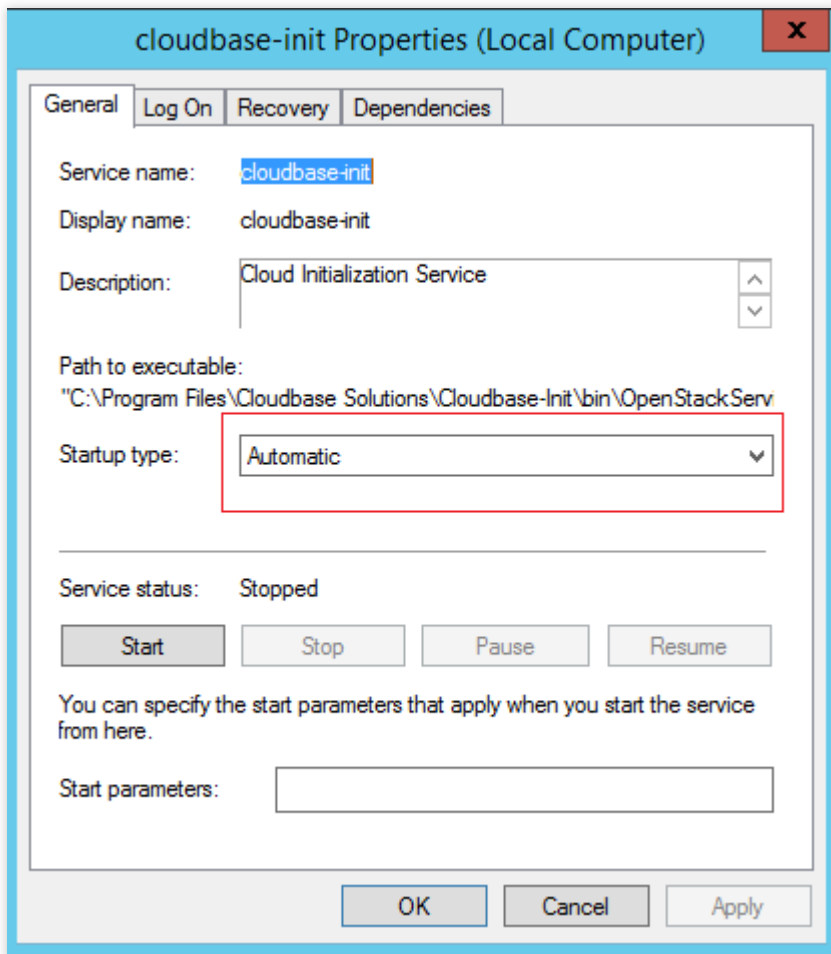 cloudbase-init Properties (Local Computer)
x
General Log On Recovery Dependencies
Service name: cloudbase-init
Display name: cloudbase-init
Description: Cloud Initialization Service
Path to executable:
"C:\Program Files\Cloudbase Solutions\Cloudbase-Init\bin\OpenStackServi
Startup type: Automatic
Service status: Stopped
Start Stop Pause Resume
You can specify the start parameters that apply when you start the service
from here.
Start parameters:
OK Cancel Apply